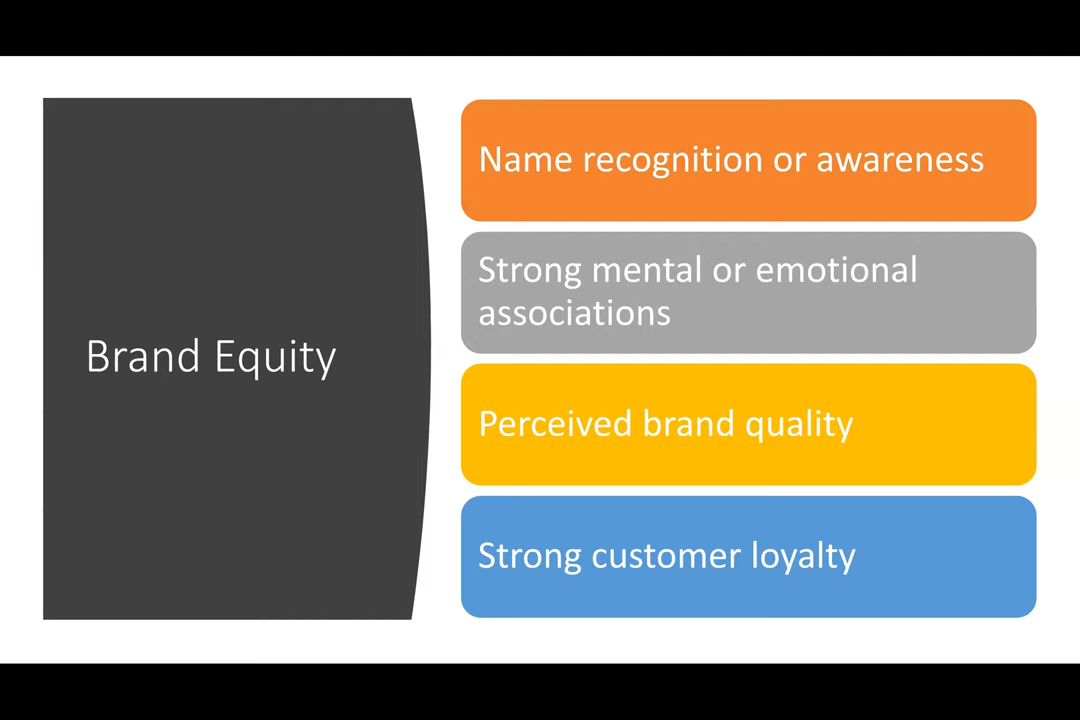 Brand Equity
Name recognition or awareness
Strong mental or emotional
associations
Perceived brand quality
Strong customer loyalty